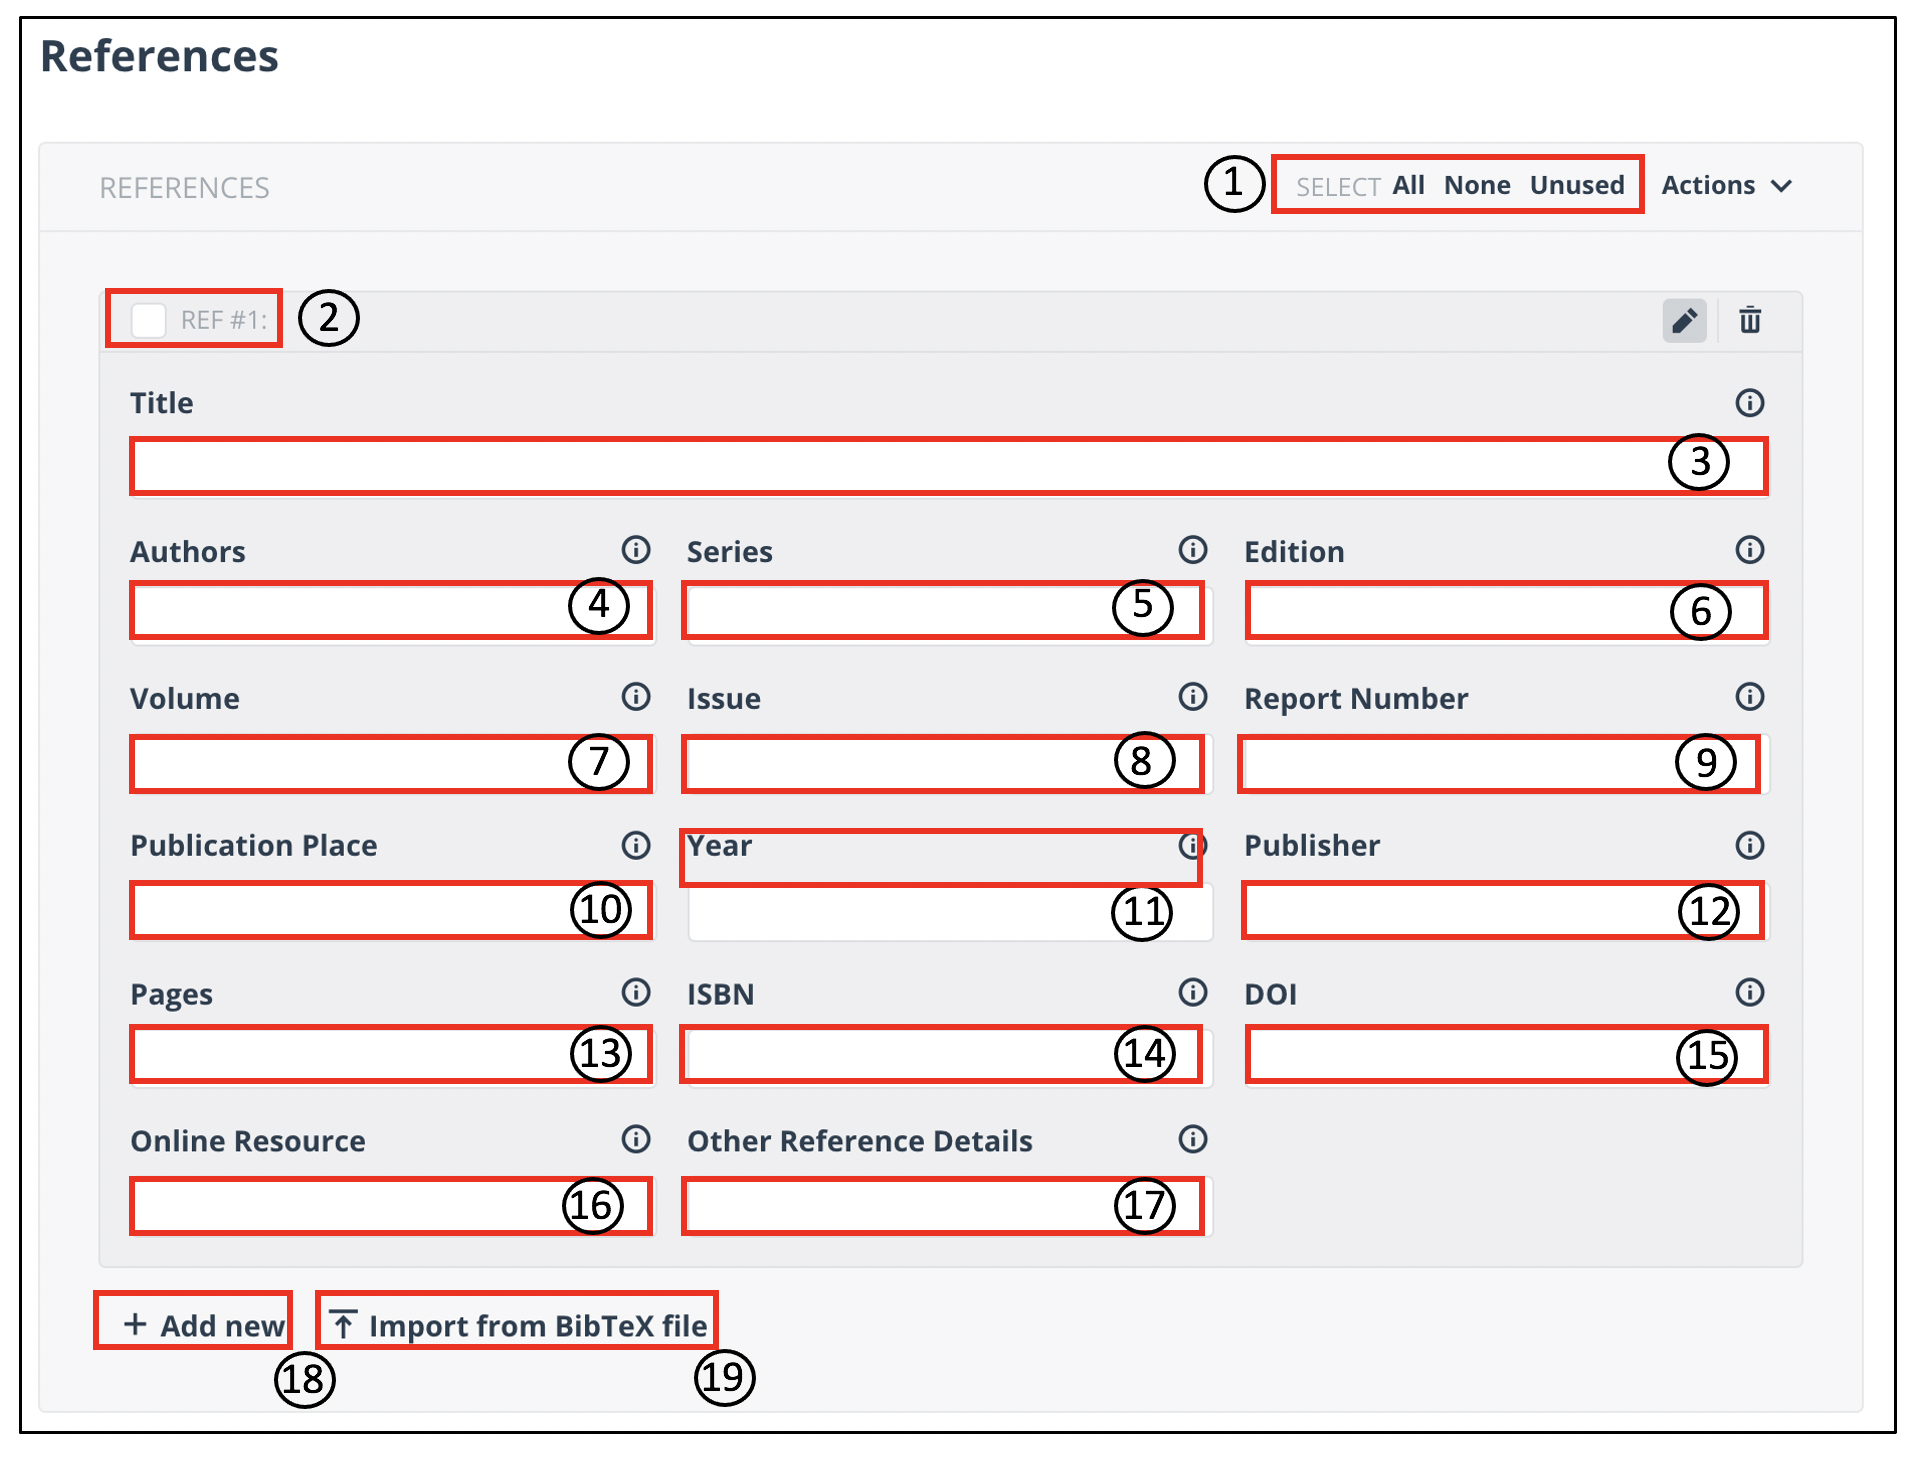 References
REFERENCES 1 SELECT All None Unused Actions
REF #1: 2
Title
3
Authors Series Edition
4 5 6
Volume Issue Report Number
7 8 9
Publication Place Year Publisher
10 11 12
Pages ISBN DOI
13 14 15
Online Resource Other Reference Details
16 17
+ Add new Import from BibTeX file
18 19